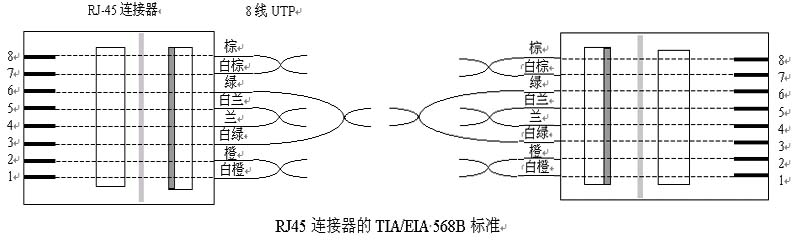 RJ-45 连接器 8 线 UTP
8 棕 棕 8
7 白棕 白棕 7
6 绿 绿 6
5 白兰 白兰 5
4 兰 兰 4
3 白绿 白绿 3
2 橙 橙 2
1 白橙 白橙 1
RJ45 连接器的 TIA/EIA-568B 标准